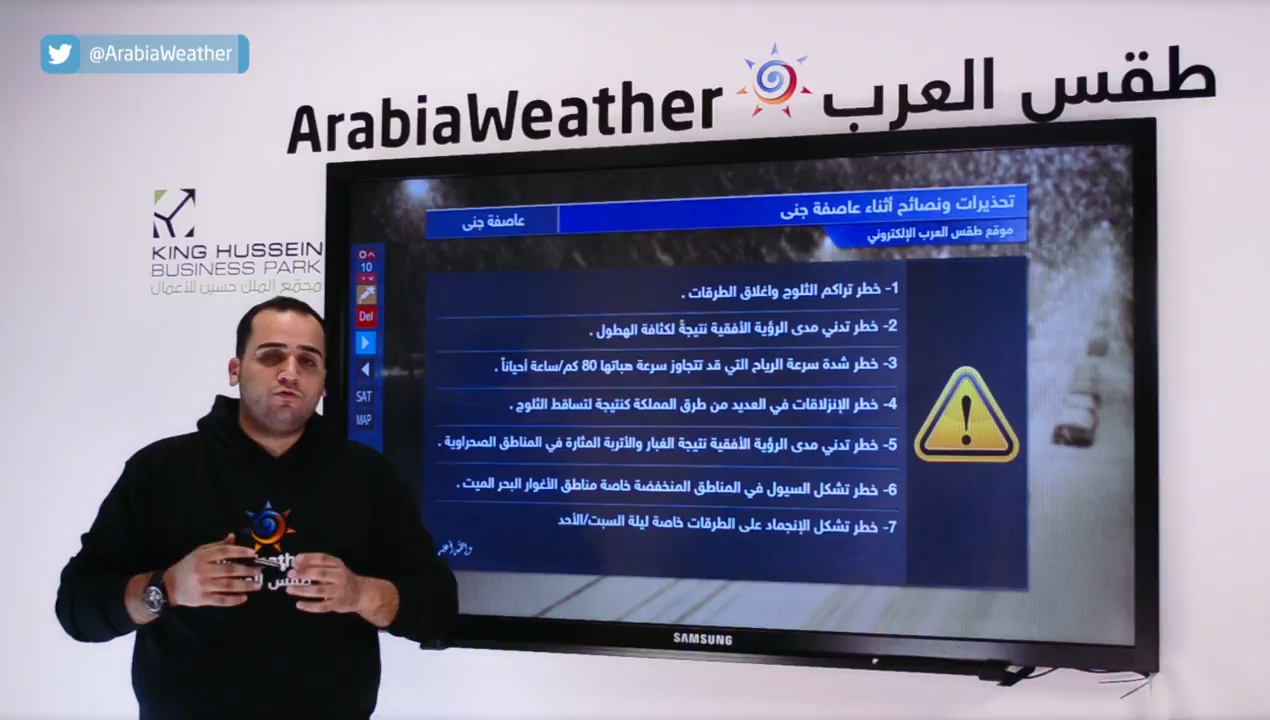 @ArabiaWeather
ArabiaWeather طقس العرب
KING HUSSEIN
BUSINESS PARK
مجمّع الملك حسين للأعمال
تحذيرات ونصائح أثناء عاصفة جنى
عاصفة جنى
موقع طقس العرب الإلكتروني
10
Del
SAT
MAP
1- خطر تراكم الثلوج واغلاق الطرقات .
2- خطر تدني مدى الرؤية الأفقية نتيجةً لكثافة الهطول .
3- خطر شدة سرعة الرياح التي قد تتجاوز سرعة هباتها 80 كم/ساعة أحياناً .
4- خطر الإنزلاقات في العديد من طرق المملكة كنتيجة لتساقط الثلوج .
5- خطر تدني مدى الرؤية الأفقية نتيجة الغبار والأتربة المثارة في المناطق الصحراوية .
6- خطر تشكل السيول في المناطق المنخفضة خاصة مناطق الأغوار البحر الميت .
7- خطر تشكل الإنجماد على الطرقات خاصة ليلة السبت/الأحد
والله أعلم
SAMSUNG
طقس